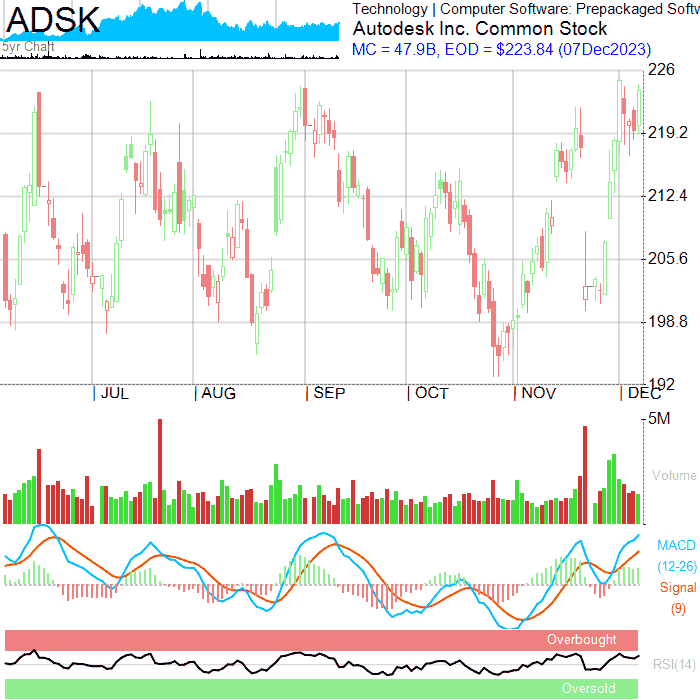 ADSK
5yr Chart
Technology | Computer Software: Prepackaged Softw
Autodesk Inc. Common Stock
MC = 47.9B, EOD = $223.84 (07Dec2023)
226
219.2
212.4
205.6
198.8
192
JUL AUG SEP OCT NOV DEC
5M
Volume
MACD
(12-26)
Signal
(9)
Overbought
RSI(14)
Oversold